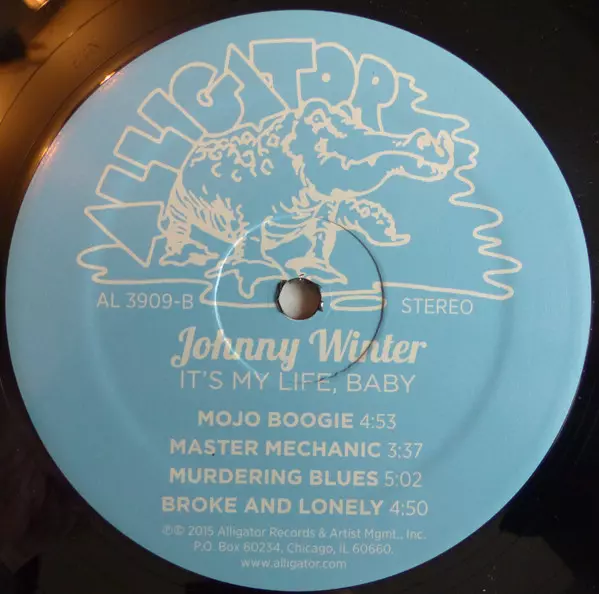 ALLIGATOR
AL 3909-B
STEREO
Johnny Winter
IT'S MY LIFE, BABY
MOJO BOOGIE 4:53
MASTER MECHANIC 3:37
MURDERING BLUES 5:02
BROKE AND LONELY 4:50
℗© 2015 Alligator Records & Artist Mgmt., Inc.
P.O. Box 60234, Chicago, IL 60660.
www.alligator.com